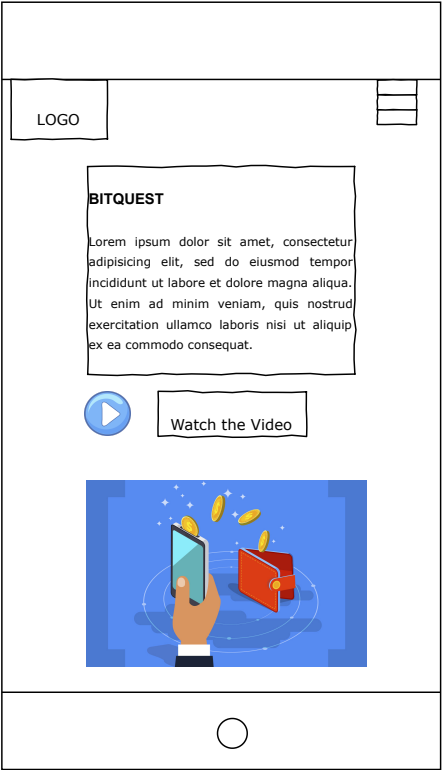 LOGO
BITQUEST
Lorem ipsum dolor sit amet, consectetur
adipisicing elit, sed do eiusmod tempor
incididunt ut labore et dolore magna aliqua.
Ut enim ad minim veniam, quis nostrud
exercitation ullamco laboris nisi ut aliquip
ex ea commodo consequat.
Watch the Video